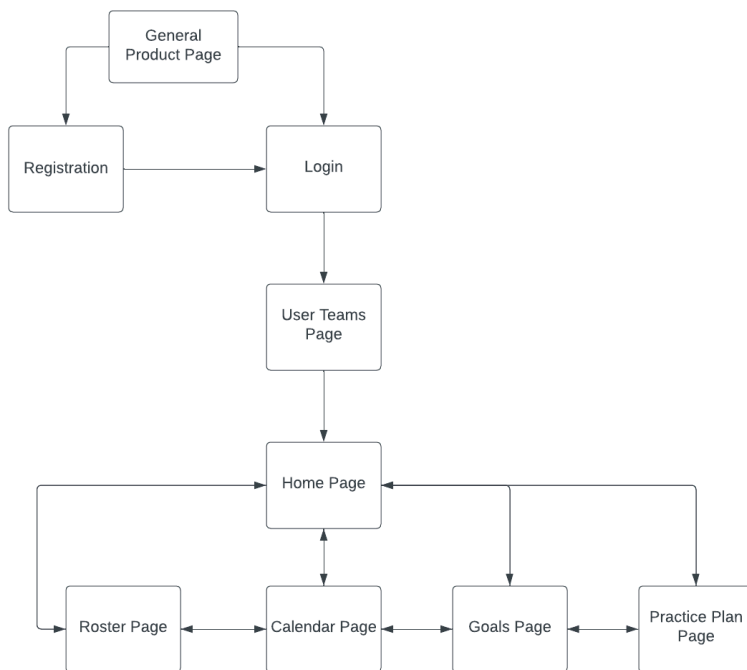 General
Product Page
Registration
Login
User Teams
Page
Home Page
Roster Page
Calendar Page
Goals Page
Practice Plan
Page